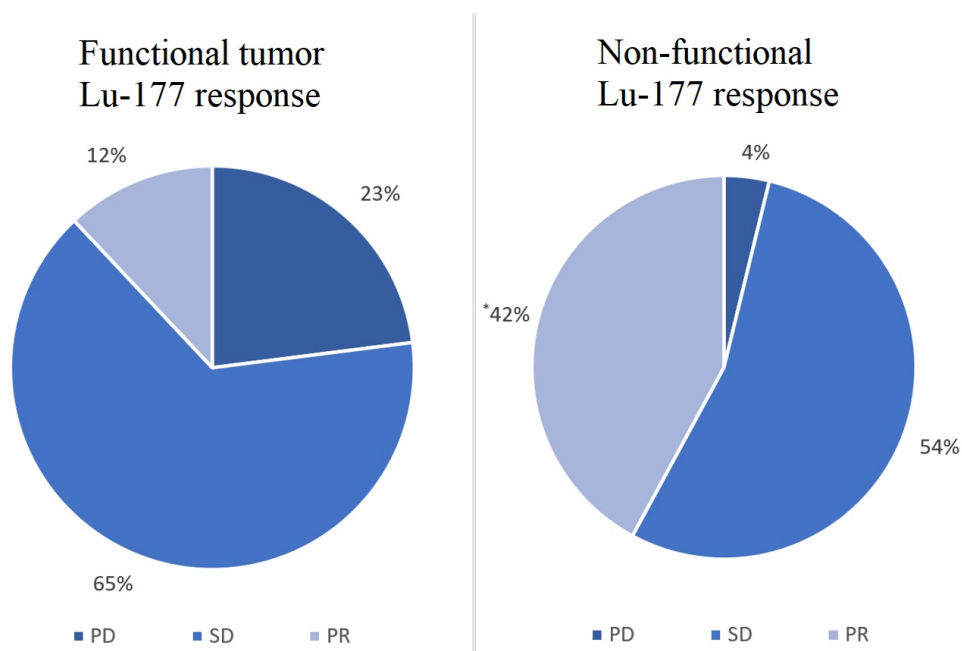 Functional tumor
Lu-177 response
12%
23%
65%
PD SD PR
Non-functional
Lu-177 response
4%
*42%
54%
PD SD PR